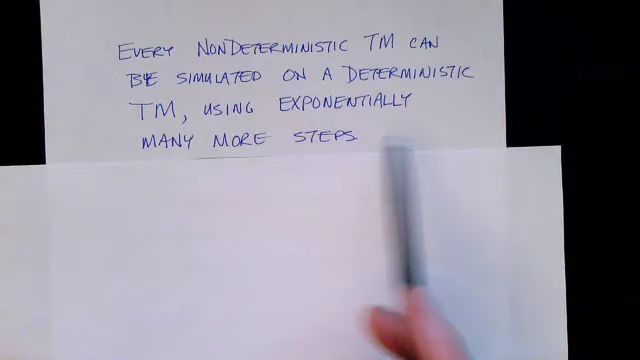 EVERY NONDETERMINISTIC TM CAN
BE SIMULATED ON A DETERMINISTIC
TM, USING EXPONENTIALLY
MANY MORE STEPS.